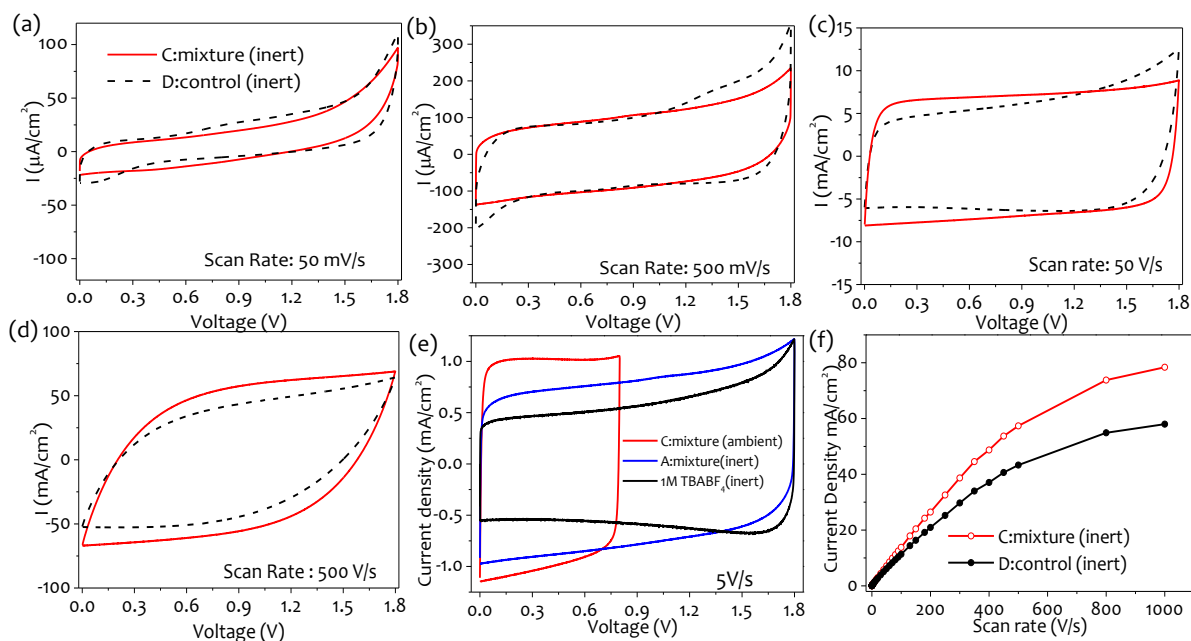 (a)
100
50
0
-50
-100
I (µA/cm²)
C:mixture (inert)
D:control (inert)
Scan Rate: 50 mV/s
0.0 0.3 0.6 0.9 1.2 1.5 1.8
Voltage (V)
(b)
300
200
100
0
-100
-200
-300
I (µA/cm²)
Scan Rate: 500 mV/s
0.0 0.3 0.6 0.9 1.2 1.5 1.8
Voltage (V)
(c)
15
10
5
0
-5
-10
-15
I (mA/cm²)
Scan rate: 50 V/s
0.0 0.3 0.6 0.9 1.2 1.5 1.8
Voltage (V)
(d)
100
50
0
-50
-100
I (mA/cm²)
Scan Rate : 500 V/s
0.0 0.3 0.6 0.9 1.2 1.5 1.8
Voltage (V)
(e)
1.0
0.5
0.0
-0.5
-1.0
Current density (mA/cm²)
C:mixture (ambient)
A:mixture(inert)
1M TBABF₄(inert)
5V/s
0.0 0.3 0.6 0.9 1.2 1.5 1.8
Voltage (V)
(f)
80
60
40
20
0
Current Density mA/cm²)
C:mixture (inert)
D:control (inert)
0 200 400 600 800 1000
Scan rate (V/s)